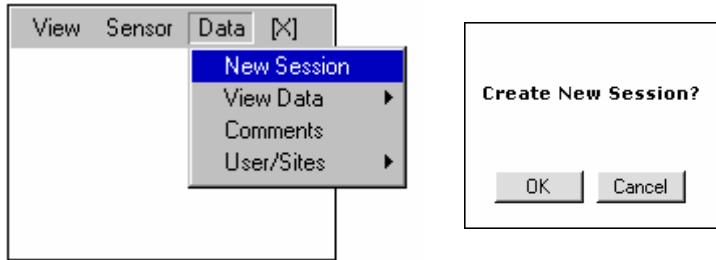 View Sensor Data [X]
New Session
View Data
Comments
User/Sites
Create New Session?
OK Cancel